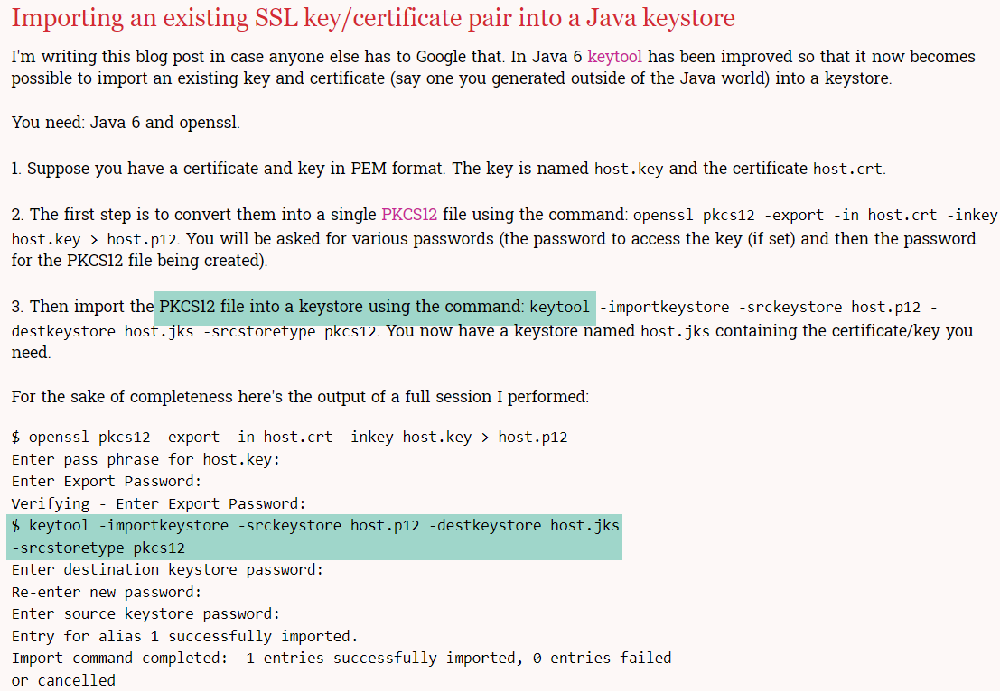 Importing an existing SSL key/certificate pair into a Java keystore
I'm writing this blog post in case anyone else has to Google that. In Java 6 keytool has been improved so that it now becomes
possible to import an existing key and certificate (say one you generated outside of the Java world) into a keystore.
You need: Java 6 and openssl.
1. Suppose you have a certificate and key in PEM format. The key is named host.key and the certificate host.crt.
2. The first step is to convert them into a single PKCS12 file using the command: openssl pkcs12 -export -in host.crt -inkey
host.key > host.p12. You will be asked for various passwords (the password to access the key (if set) and then the password
for the PKCS12 file being created).
3. Then import the PKCS12 file into a keystore using the command: keytool -importkeystore -srckeystore host.p12 -
destkeystore host.jks -srcstoretype pkcs12. You now have a keystore named host.jks containing the certificate/key you
need.
For the sake of completeness here's the output of a full session I performed:
$ openssl pkcs12 -export -in host.crt -inkey host.key > host.p12
Enter pass phrase for host.key:
Enter Export Password:
Verifying - Enter Export Password:
$ keytool -importkeystore -srckeystore host.p12 -destkeystore host.jks
-srcstoretype pkcs12
Enter destination keystore password:
Re-enter new password:
Enter source keystore password:
Entry for alias 1 successfully imported.
Import command completed:  1 entries successfully imported, 0 entries failed
or cancelled